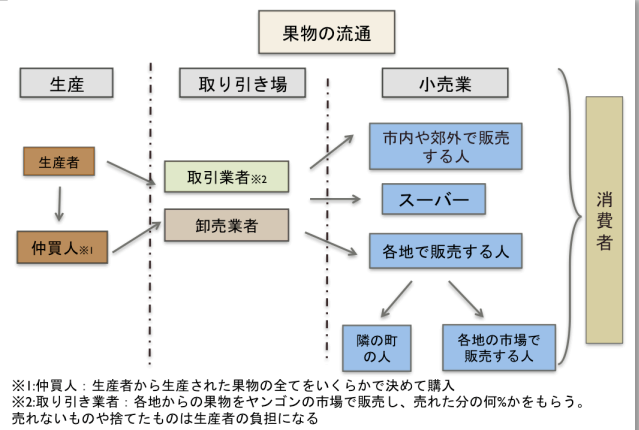 果物の流通
生産
取り引き場
小売業
生産者
仲買人※1
取引業者※2
卸売業者
市内や郊外で販売
する人
スーバー
各地で販売する人
隣の町
の人
各地の市場で
販売する人
消費者
※1:仲買人：生産者から生産された果物の全てをいくらかで決めて購入
※2:取り引き業者：各地からの果物をヤンゴンの市場で販売し、売れた分の何%かをもらう。
売れないものや捨てたものは生産者の負担になる